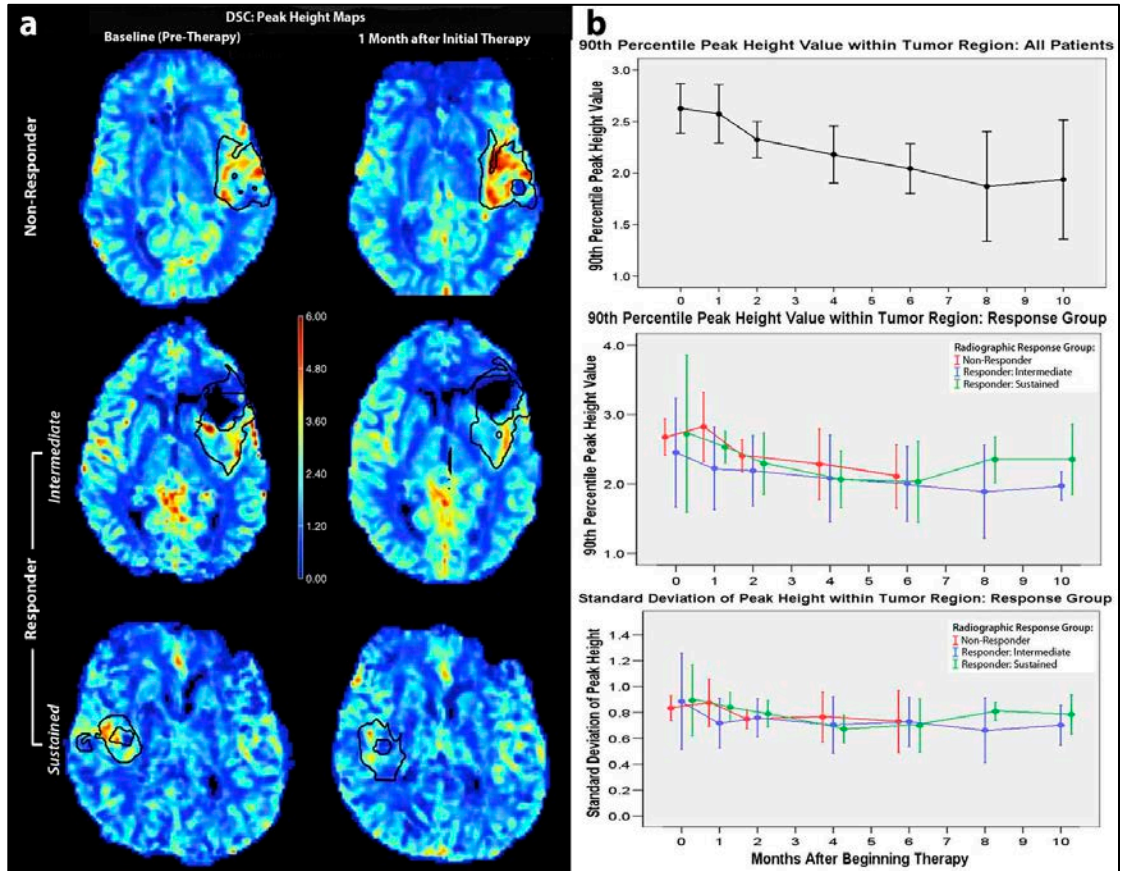 a
DSC: Peak Height Maps
Baseline (Pre-Therapy)
1 Month after Initial Therapy
Non-Responder
Responder
Intermediate
Sustained
6.00
4.80
3.60
2.40
1.20
0.00
b
90th Percentile Peak Height Value within Tumor Region: All Patients
90th Percentile Peak Height Value
3.0
2.5
2.0
1.5
1.0
0 1 2 3 4 5 6 7 8 9 10
90th Percentile Peak Height Value within Tumor Region: Response Group
90th Percentile Peak Height Value
4.0
3.0
2.0
1.0
Radiographic Response Group:
Non-Responder
Responder: Intermediate
Responder: Sustained
0 1 2 3 4 5 6 7 8 9 10
Standard Deviation of Peak Height within Tumor Region: Response Group
Standard Deviation of Peak Height
1.4
1.2
1.0
0.8
0.6
0.4
0.2
0.0
Radiographic Response Group:
Non-Responder
Responder: Intermediate
Responder: Sustained
0 1 2 3 4 5 6 7 8 9 10
Months After Beginning Therapy